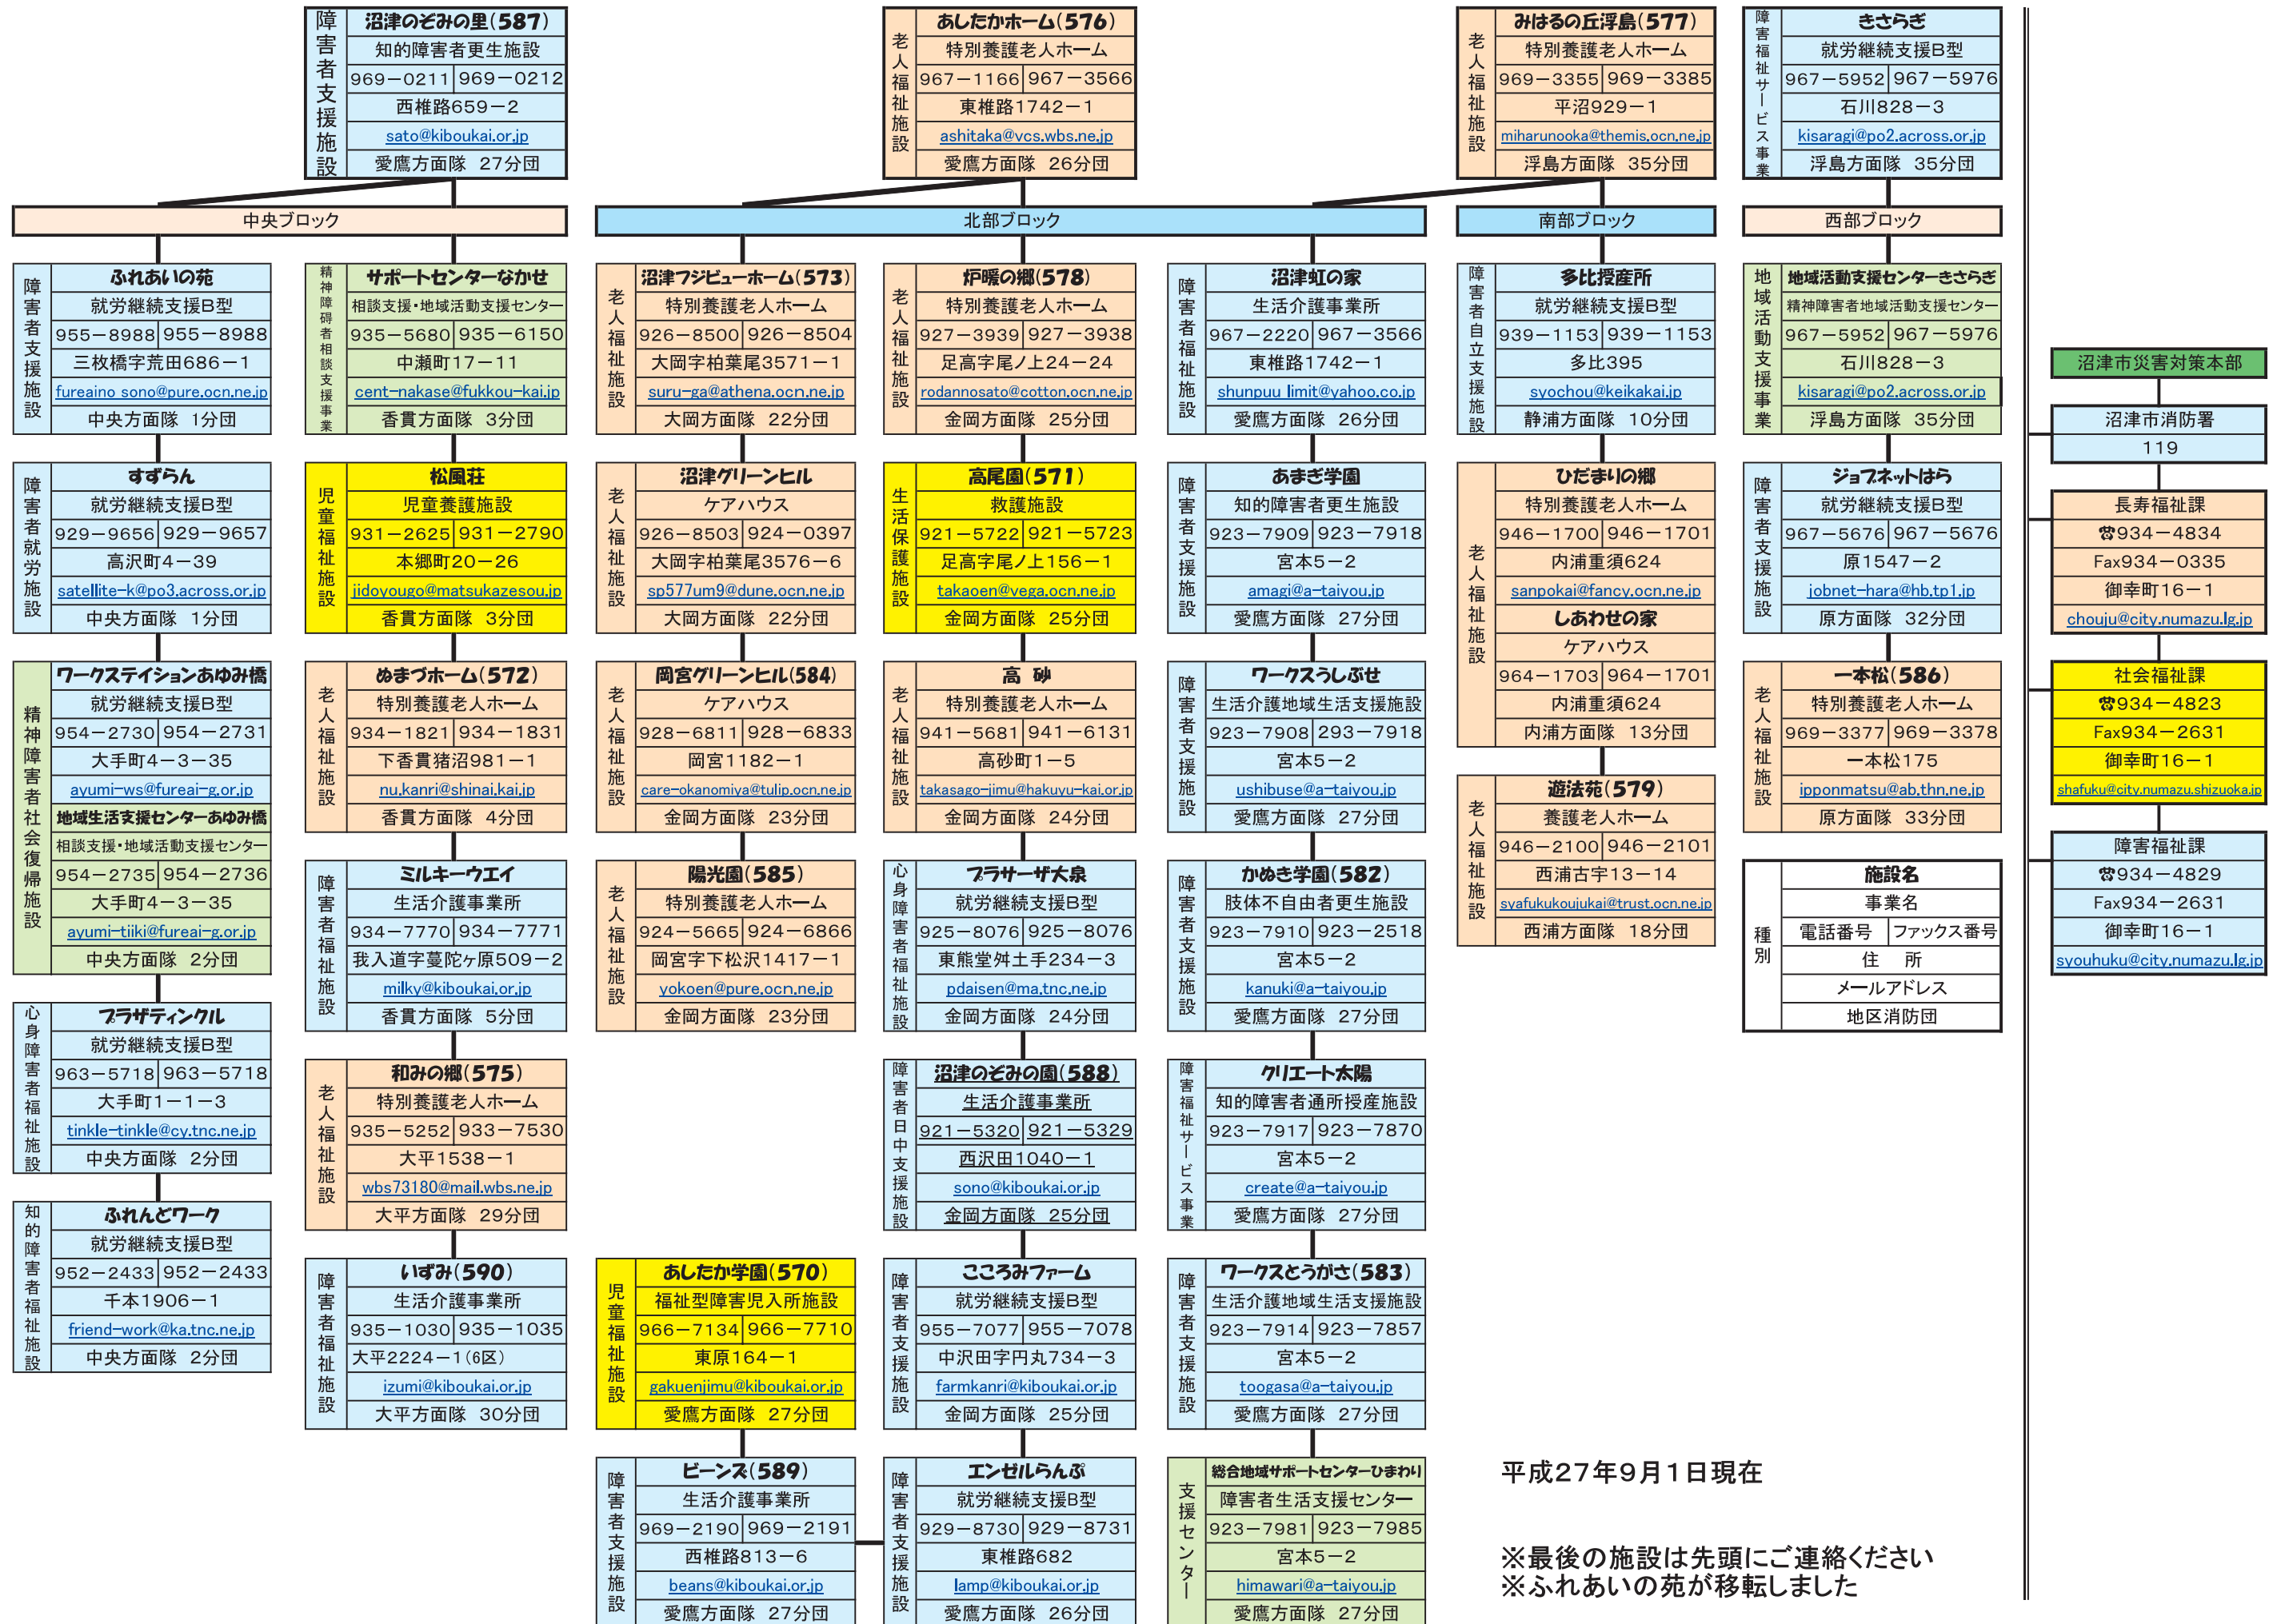 障害者支援施設
沼津のぞみの里(587)
知的障害者更生施設
969-0211 969-0212
西椎路659-2
sato@kiboukai.or.jp
愛鷹方面隊 27分団
老人福祉施設
あしたかホーム(576)
特別養護老人ホーム
967-1166 967-3566
東椎路1742-1
ashitaka@vcs.wbs.ne.jp
愛鷹方面隊 26分団
老人福祉施設
みはるの丘浮島(577)
特別養護老人ホーム
969-3355 969-3385
平沼929-1
miharunooka@themis.ocn.ne.jp
浮島方面隊 35分団
障害福祉サービス事業
きさらぎ
就労継続支援B型
967-5952 967-5976
石川828-3
kisaragi@po2.across.or.jp
浮島方面隊 35分団
中央ブロック
北部ブロック
南部ブロック
西部ブロック
障害者支援施設
ふれあいの苑
就労継続支援B型
955-8988 955-8988
三枚橋字荒田686-1
fureaino sono@pure.ocn.ne.jp
中央方面隊 1分団
障害者就労施設
すずらん
就労継続支援B型
929-9656 929-9657
高沢町4-39
satellite-k@po3.across.or.jp
中央方面隊 1分団
精神障害者社会復帰施設
ワークステイションあゆみ橋
就労継続支援B型
954-2730 954-2731
大手町4-3-35
ayumi-ws@fureai-g.or.jp
地域生活支援センターあゆみ橋
相談支援・地域活動支援センター
954-2735 954-2736
大手町4-3-35
ayumi-tiiki@fureai-g.or.jp
中央方面隊 2分団
心身障害者福祉施設
プラザティンクル
就労継続支援B型
963-5718 963-5718
大手町1-1-3
tinkle-tinkle@cy.tnc.ne.jp
中央方面隊 2分団
知的障害者福祉施設
ふれんどワーク
就労継続支援B型
952-2433 952-2433
千本1906-1
friend-work@ka.tnc.ne.jp
中央方面隊 2分団
精神障碍者相談支援事業
サポートセンターなかせ
相談支援・地域活動支援センター
935-5680 935-6150
中瀬町17-11
cent-nakase@fukkou-kai.jp
香貫方面隊 3分団
児童福祉施設
松風荘
児童養護施設
931-2625 931-2790
本郷町20-26
jidoyougo@matsukazesou.jp
香貫方面隊 3分団
老人福祉施設
ぬまづホーム(572)
特別養護老人ホーム
934-1821 934-1831
下香貫猪沼981-1
nu.kanri@shinai.kai.jp
香貫方面隊 4分団
障害者福祉施設
ミルキーウエイ
生活介護事業所
934-7770 934-7771
我入道字蔓陀ヶ原509-2
milky@kiboukai.or.jp
香貫方面隊 5分団
老人福祉施設
和みの郷(575)
特別養護老人ホーム
935-5252 933-7530
大平1538-1
wbs73180@mail.wbs.ne.jp
大平方面隊 29分団
障害者福祉施設
いずみ(590)
生活介護事業所
935-1030 935-1035
大平2224-1(6区)
izumi@kiboukai.or.jp
大平方面隊 30分団
老人福祉施設
沼津フジビューホーム(573)
特別養護老人ホーム
926-8500 926-8504
大岡字柏葉尾3571-1
suru-ga@athena.ocn.ne.jp
大岡方面隊 22分団
老人福祉施設
沼津グリーンヒル
ケアハウス
926-8503 924-0397
大岡字柏葉尾3576-6
sp577um9@dune.ocn.ne.jp
大岡方面隊 22分団
老人福祉施設
岡宮グリーンヒル(584)
ケアハウス
928-6811 928-6833
岡宮1182-1
care-okanomiya@tulip.ocn.ne.jp
金岡方面隊 23分団
老人福祉施設
陽光園(585)
特別養護老人ホーム
924-5665 924-6866
岡宮字下松沢1417-1
yokoen@pure.ocn.ne.jp
金岡方面隊 23分団
児童福祉施設
あしたか学園(570)
福祉型障害児入所施設
966-7134 966-7710
東原164-1
gakuenjimu@kiboukai.or.jp
愛鷹方面隊 27分団
障害者支援施設
ビーンズ(589)
生活介護事業所
969-2190 969-2191
西椎路813-6
beans@kiboukai.or.jp
愛鷹方面隊 27分団
老人福祉施設
炉暖の郷(578)
特別養護老人ホーム
927-3939 927-3938
足高字尾ノ上24-24
rodannosato@cotton.ocn.ne.jp
金岡方面隊 25分団
生活保護施設
高尾園(571)
救護施設
921-5722 921-5723
足高字尾ノ上156-1
takaoen@vega.ocn.ne.jp
金岡方面隊 25分団
老人福祉施設
高 砂
特別養護老人ホーム
941-5681 941-6131
高砂町1-5
takasago-jimu@hakuyu-kai.or.jp
金岡方面隊 24分団
心身障害者福祉施設
プラサーザ大泉
就労継続支援B型
925-8076 925-8076
東熊堂舛土手234-3
pdaisen@ma.tnc.ne.jp
金岡方面隊 24分団
障害者日中支援施設
沼津のぞみの園(588)
生活介護事業所
921-5320 921-5329
西沢田1040-1
sono@kiboukai.or.jp
金岡方面隊 25分団
障害者支援施設
こころみファーム
就労継続支援B型
955-7077 955-7078
中沢田字円丸734-3
farmkanri@kiboukai.or.jp
金岡方面隊 25分団
障害者支援施設
エンゼルらんぷ
就労継続支援B型
929-8730 929-8731
東椎路682
lamp@kiboukai.or.jp
愛鷹方面隊 26分団
障害者福祉施設
沼津虹の家
生活介護事業所
967-2220 967-3566
東椎路1742-1
shunpuu limit@yahoo.co.jp
愛鷹方面隊 26分団
障害者支援施設
あまぎ学園
知的障害者更生施設
923-7909 923-7918
宮本5-2
amagi@a-taiyou.jp
愛鷹方面隊 27分団
障害者支援施設
ワークスうしぶせ
生活介護地域生活支援施設
923-7908 293-7918
宮本5-2
ushibuse@a-taiyou.jp
愛鷹方面隊 27分団
障害者支援施設
かぬき学園(582)
肢体不自由者更生施設
923-7910 923-2518
宮本5-2
kanuki@a-taiyou.jp
愛鷹方面隊 27分団
障害福祉サービス事業
クリエート太陽
知的障害者通所授産施設
923-7917 923-7870
宮本5-2
create@a-taiyou.jp
愛鷹方面隊 27分団
障害者支援施設
ワークスとうがさ(583)
生活介護地域生活支援施設
923-7914 923-7857
宮本5-2
toogasa@a-taiyou.jp
愛鷹方面隊 27分団
支援センター
総合地域サポートセンターひまわり
障害者生活支援センター
923-7981 923-7985
宮本5-2
himawari@a-taiyou.jp
愛鷹方面隊 27分団
障害者自立支援施設
多比授産所
就労継続支援B型
939-1153 939-1153
多比395
syochou@keikakai.jp
静浦方面隊 10分団
老人福祉施設
ひだまりの郷
特別養護老人ホーム
946-1700 946-1701
内浦重須624
sanpokai@fancy.ocn.ne.jp
しあわせの家
ケアハウス
964-1703 964-1701
内浦重須624
内浦方面隊 13分団
老人福祉施設
遊法苑(579)
養護老人ホーム
946-2100 946-2101
西浦古宇13-14
syafukukoujukai@trust.ocn.ne.jp
西浦方面隊 18分団
地域活動支援事業
地域活動支援センターきさらぎ
精神障害者地域活動支援センター
967-5952 967-5976
石川828-3
kisaragi@po2.across.or.jp
浮島方面隊 35分団
障害者支援施設
ジョブネットはら
就労継続支援B型
967-5676 967-5676
原1547-2
jobnet-hara@hb.tp1.jp
原方面隊 32分団
老人福祉施設
一本松(586)
特別養護老人ホーム
969-3377 969-3378
一本松175
ipponmatsu@ab.thn.ne.jp
原方面隊 33分団
種別
施設名
事業名
電話番号 ファックス番号
住 所
メールアドレス
地区消防団
沼津市災害対策本部
沼津市消防署
119
長寿福祉課
☎934-4834
Fax934-0335
御幸町16-1
chouju@city.numazu.lg.jp
社会福祉課
☎934-4823
Fax934-2631
御幸町16-1
shafuku@city.numazu.shizuoka.jp
障害福祉課
☎934-4829
Fax934-2631
御幸町16-1
syouhuku@city.numazu.lg.jp
平成27年9月1日現在
※最後の施設は先頭にご連絡ください
※ふれあいの苑が移転しました